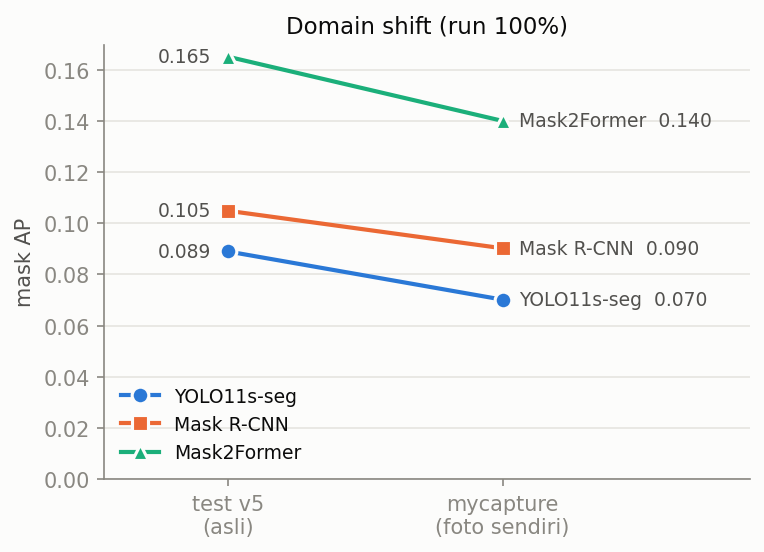 Domain shift (run 100%)
mask AP
0.16
0.14
0.12
0.10
0.08
0.06
0.04
0.02
0.00
0.165
0.105
0.089
Mask2Former 0.140
Mask R-CNN 0.090
YOLO11s-seg 0.070
YOLO11s-seg
Mask R-CNN
Mask2Former
test v5
(asli)
mycapture
(foto sendiri)